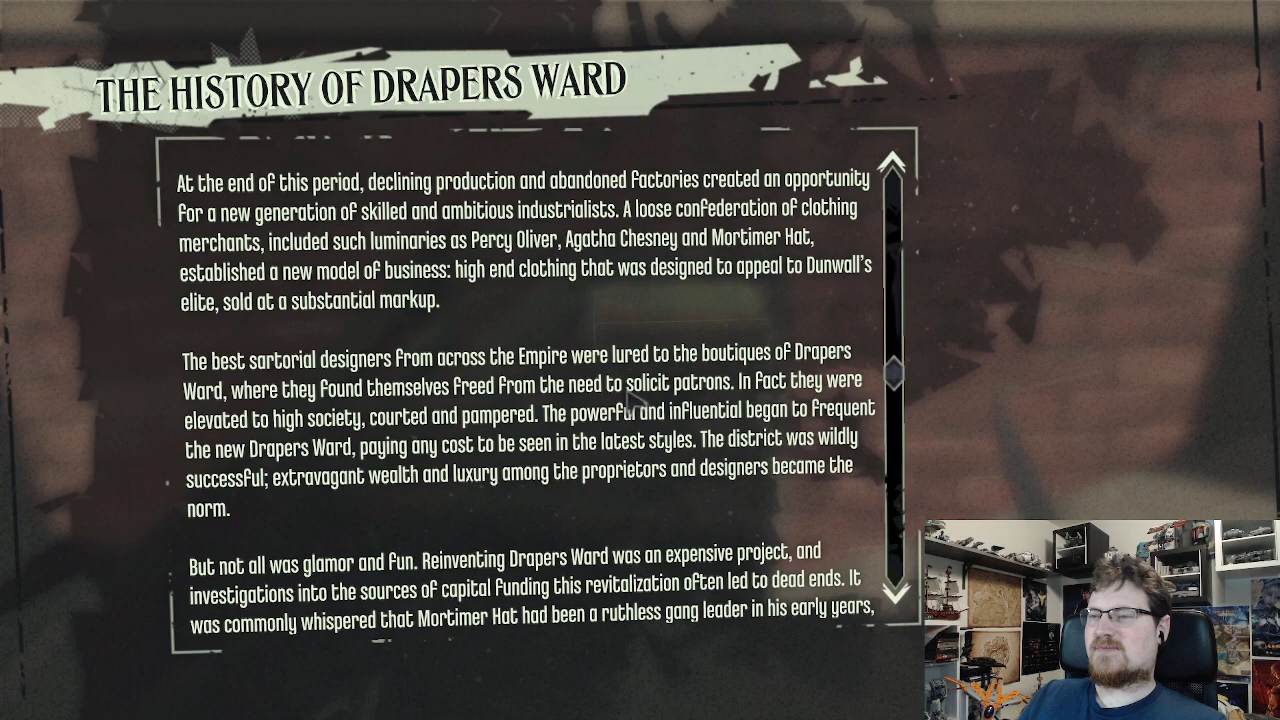 THE HISTORY OF DRAPERS WARD
At the end of this period, declining production and abandoned factories created an opportunity
for a new generation of skilled and ambitious industrialists. A loose confederation of clothing
merchants, included such luminaries as Percy Oliver, Agatha Chesney and Mortimer Hat,
established a new model of business: high end clothing that was designed to appeal to Dunwall's
elite, sold at a substantial markup.
The best sartorial designers from across the Empire were lured to the boutiques of Drapers
Ward, where they found themselves freed from the need to solicit patrons. In fact they were
elevated to high society, courted and pampered. The powerful and influential began to frequent
the new Drapers Ward, paying any cost to be seen in the latest styles. The district was wildly
successful; extravagant wealth and luxury among the proprietors and designers became the
norm.
But not all was glamor and fun. Reinventing Drapers Ward was an expensive project, and
investigations into the sources of capital funding this revitalization often led to dead ends. It
was commonly whispered that Mortimer Hat had been a ruthless gang leader in his early years,